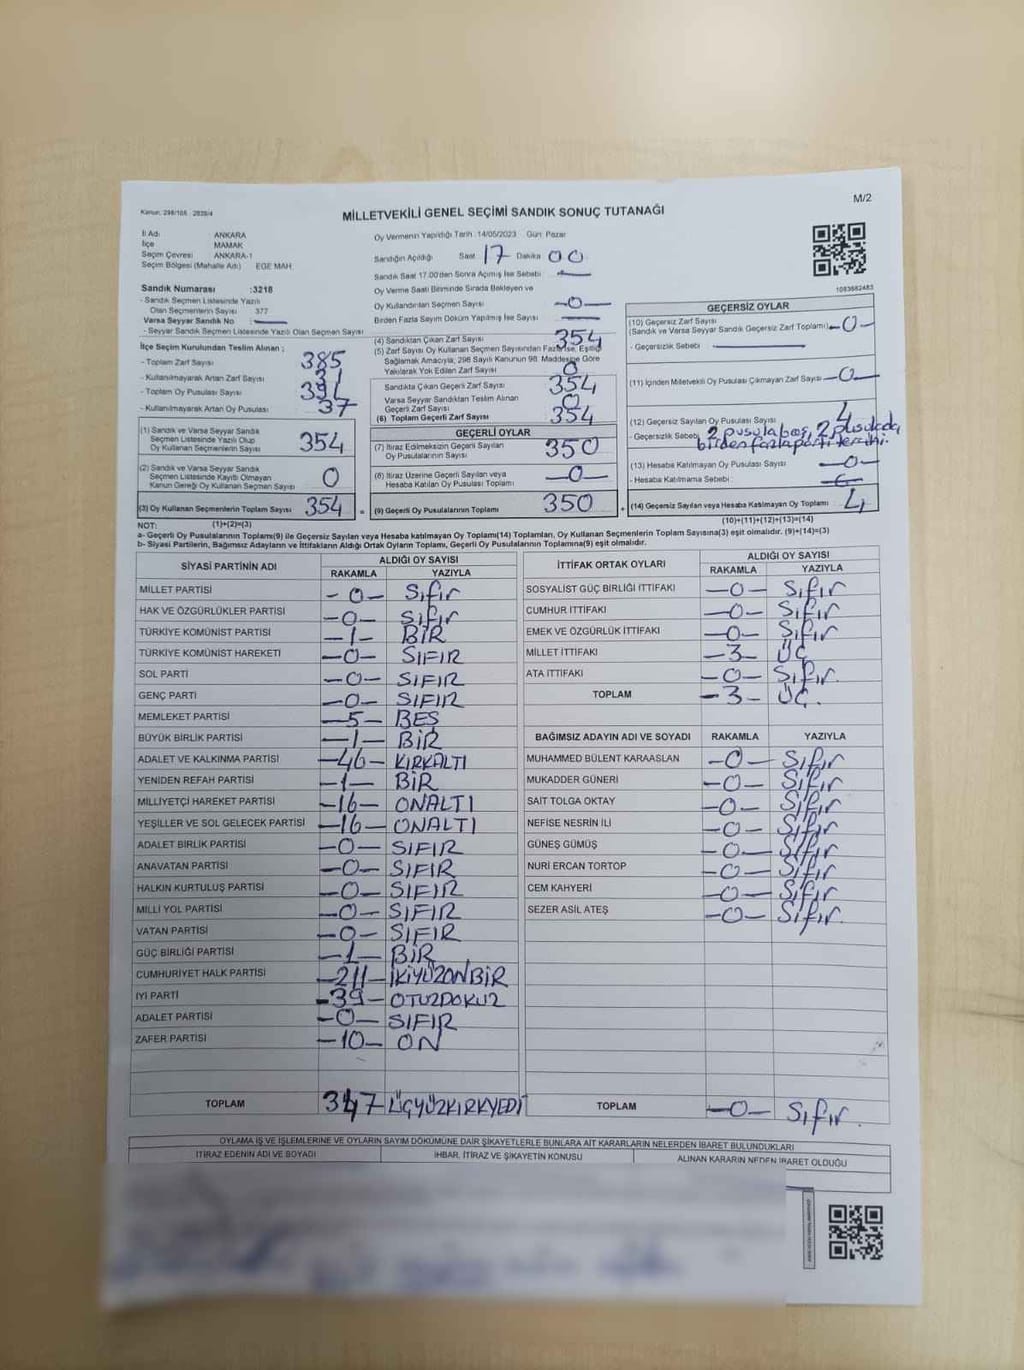 M/2
Kanun: 298/105 2839/4
MİLLETVEKİLİ GENEL SEÇİMİ SANDIK SONUÇ TUTANAĞI
İl Adı ANKARA
İlçe MAMAK
Seçim Çevresi ANKARA-1
Seçim Bölgesi (Mahalle Adı) EGE MAH
Sandık Numarası :3218
- Sandık Seçmen Listesinde Yazılı
Olan Seçmenlerin Sayısı 377
Varsa Seyyar Sandık No :
- Seyyar Sandık Seçmen Listesinde Yazılı Olan Seçmen Sayısı
Oy Vermenin Yapıldığı Tarih :14/05/2023 Gün: Pazar
Sandığın Açıldığı Saat 17 Dakika 00
Sandık Saat 17.00'den Sonra Açılmış İse Sebebi
Oy Verme Saati Bitiminde Sırada Bekleyen ve
Oy Kullandırılan Seçmen Sayısı —0—
Birden Fazla Sayım Döküm Yapılmış İse Sayısı
1083682483
İlçe Seçim Kurulundan Teslim Alınan ;
- Toplam Zarf Sayısı 385
- Kullanılmayarak Artan Zarf Sayısı 31
- Toplam Oy Pusulası Sayısı 391
- Kullanılmayarak Artan Oy Pusulası 37
(4) Sandıktan Çıkan Zarf Sayısı 354
(5) Zarf Sayısı Oy Kullanan Seçmen Sayısından Fazla İse, Eşitliği
Sağlamak Amacıyla, 298 Sayılı Kanunun 98. Maddesine Göre
Yakılarak Yok Edilen Zarf Sayısı 0
Sandıkta Çıkan Geçerli Zarf Sayısı 354
Varsa Seyyar Sandıktan Teslim Alınan
Geçerli Zarf Sayısı 0
(6) Toplam Geçerli Zarf Sayısı 354
GEÇERSİZ OYLAR
(10) Geçersiz Zarf Sayısı
(Sandık ve Varsa Seyyar Sandık Geçersiz Zarf Toplamı) —0—
- Geçersizlik Sebebi
(11) İçinden Milletvekili Oy Pusulası Çıkmayan Zarf Sayısı —0—
(12) Geçersiz Sayılan Oy Pusulası Sayısı 4
- Geçersizlik Sebebi 2 pusula boş, 2 pusulada
birden fazla parti tercihi.
(13) Hesaba Katılmayan Oy Pusulası Sayısı —0—
- Hesaba Katılmama Sebebi :
(14) Geçersiz Sayılan veya Hesaba Katılmayan Oy Toplamı 4
(1) Sandık ve Varsa Seyyar Sandık
Seçmen Listesinde Yazılı Olup
Oy Kullanan Seçmenlerin Sayısı 354
(2) Sandık ve Varsa Seyyar Sandık
Seçmen Listesinde Kayıtlı Olmayan
Kanun Gereği Oy Kullanan Seçmen Sayısı 0
(3) Oy Kullanan Seçmenlerin Toplam Sayısı 354 =
GEÇERLİ OYLAR
(7) İtiraz Edilmeksizin Geçerli Sayılan
Oy Pusulalarının Sayısı 350
(8) İtiraz Üzerine Geçerli Sayılan veya
Hesaba Katılan Oy Pusulası Toplamı —0—
(9) Geçerli Oy Pusulalarının Toplamı 350 +
NOT: (1)+(2)=(3) (10)+(11)+(12)+(13)=(14)
a- Geçerli Oy Pusulalarının Toplamı(9) ile Geçersiz Sayılan veya Hesaba katılmayan Oy Toplamı(14) Toplamları, Oy Kullanan Seçmenlerin Toplam Sayısına(3) eşit olmalıdır. (9)+(14)=(3)
b- Siyasi Partilerin, Bağımsız Adayların ve İttifakların Aldığı Ortak Oyların Toplamı, Geçerli Oy Pusulalarının Toplamına(9) eşit olmalıdır.
SİYASİ PARTİNİN ADI ALDIĞI OY SAYISI
RAKAMLA YAZIYLA
MİLLET PARTİSİ -0- Sıfır
HAK VE ÖZGÜRLÜKLER PARTİSİ —0— Sıfır
TÜRKİYE KOMÜNİST PARTİSİ —1— BİR
TÜRKİYE KOMÜNİST HAREKETİ —0— SIFIR
SOL PARTİ —0— SIFIR
GENÇ PARTİ —0— SIFIR
MEMLEKET PARTİSİ —5— BEŞ
BÜYÜK BİRLİK PARTİSİ —1— BİR
ADALET VE KALKINMA PARTİSİ —46— KIRKALTI
YENİDEN REFAH PARTİSİ —1— BİR
MİLLİYETÇİ HAREKET PARTİSİ —16— ONALTI
YEŞİLLER VE SOL GELECEK PARTİSİ —16— ONALTI
ADALET BİRLİK PARTİSİ —0— SIFIR
ANAVATAN PARTİSİ —0— SIFIR
HALKIN KURTULUŞ PARTİSİ —0— SIFIR
MİLLİ YOL PARTİSİ —0— SIFIR
VATAN PARTİSİ —0— SIFIR
GÜÇ BİRLİĞİ PARTİSİ —1— BİR
CUMHURİYET HALK PARTİSİ —211— İKİYÜZONBİR
İYİ PARTİ —39— OTUZDOKUZ
ADALET PARTİSİ —0— SIFIR
ZAFER PARTİSİ —10— ON
TOPLAM 347 ÜÇYÜZKIRKYEDİ
İTTİFAK ORTAK OYLARI ALDIĞI OY SAYISI
RAKAMLA YAZIYLA
SOSYALİST GÜÇ BİRLİĞİ İTTİFAKI —0— Sıfır
CUMHUR İTTİFAKI —0— Sıfır
EMEK VE ÖZGÜRLÜK İTTİFAKI —0— Sıfır
MİLLET İTTİFAKI —3— ÜÇ
ATA İTTİFAKI —0— Sıfır.
TOPLAM —3— ÜÇ.
BAĞIMSIZ ADAYIN ADI VE SOYADI RAKAMLA YAZIYLA
MUHAMMED BÜLENT KARAASLAN —0— Sıfır
MUKADDER GÜNERİ —0— Sıfır
SAİT TOLGA OKTAY —0— Sıfır
NEFİSE NESRİN İLİ —0— Sıfır
GÜNEŞ GÜMÜŞ —0— Sıfır
NURİ ERCAN TORTOP —0— Sıfır
CEM KAHYERİ —0— Sıfır
SEZER ASİL ATEŞ —0— Sıfır.
TOPLAM —0— Sıfır.
OYLAMA İŞ VE İŞLEMLERİNE VE OYLARIN SAYIM DÖKÜMÜNE DAİR ŞİKAYETLERLE BUNLARA AİT KARARLARIN NELERDEN İBARET BULUNDUKLARI
İTİRAZ EDENİN ADI VE SOYADI İHBAR, İTİRAZ VE ŞİKAYETİN KONUSU ALINAN KARARIN NEDEN İBARET OLDUĞU